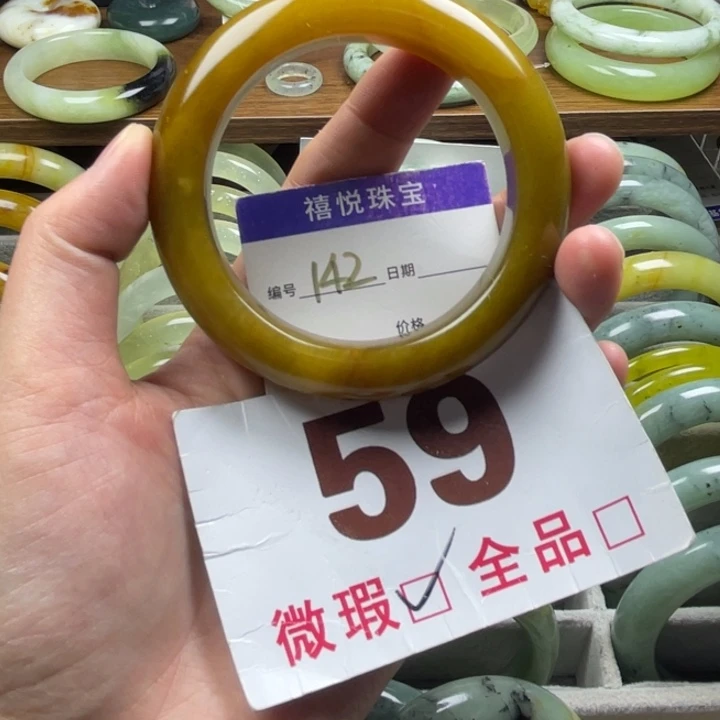 禧悦珠宝
编号 142 日期
价格
59
微瑕☑ 全品☐